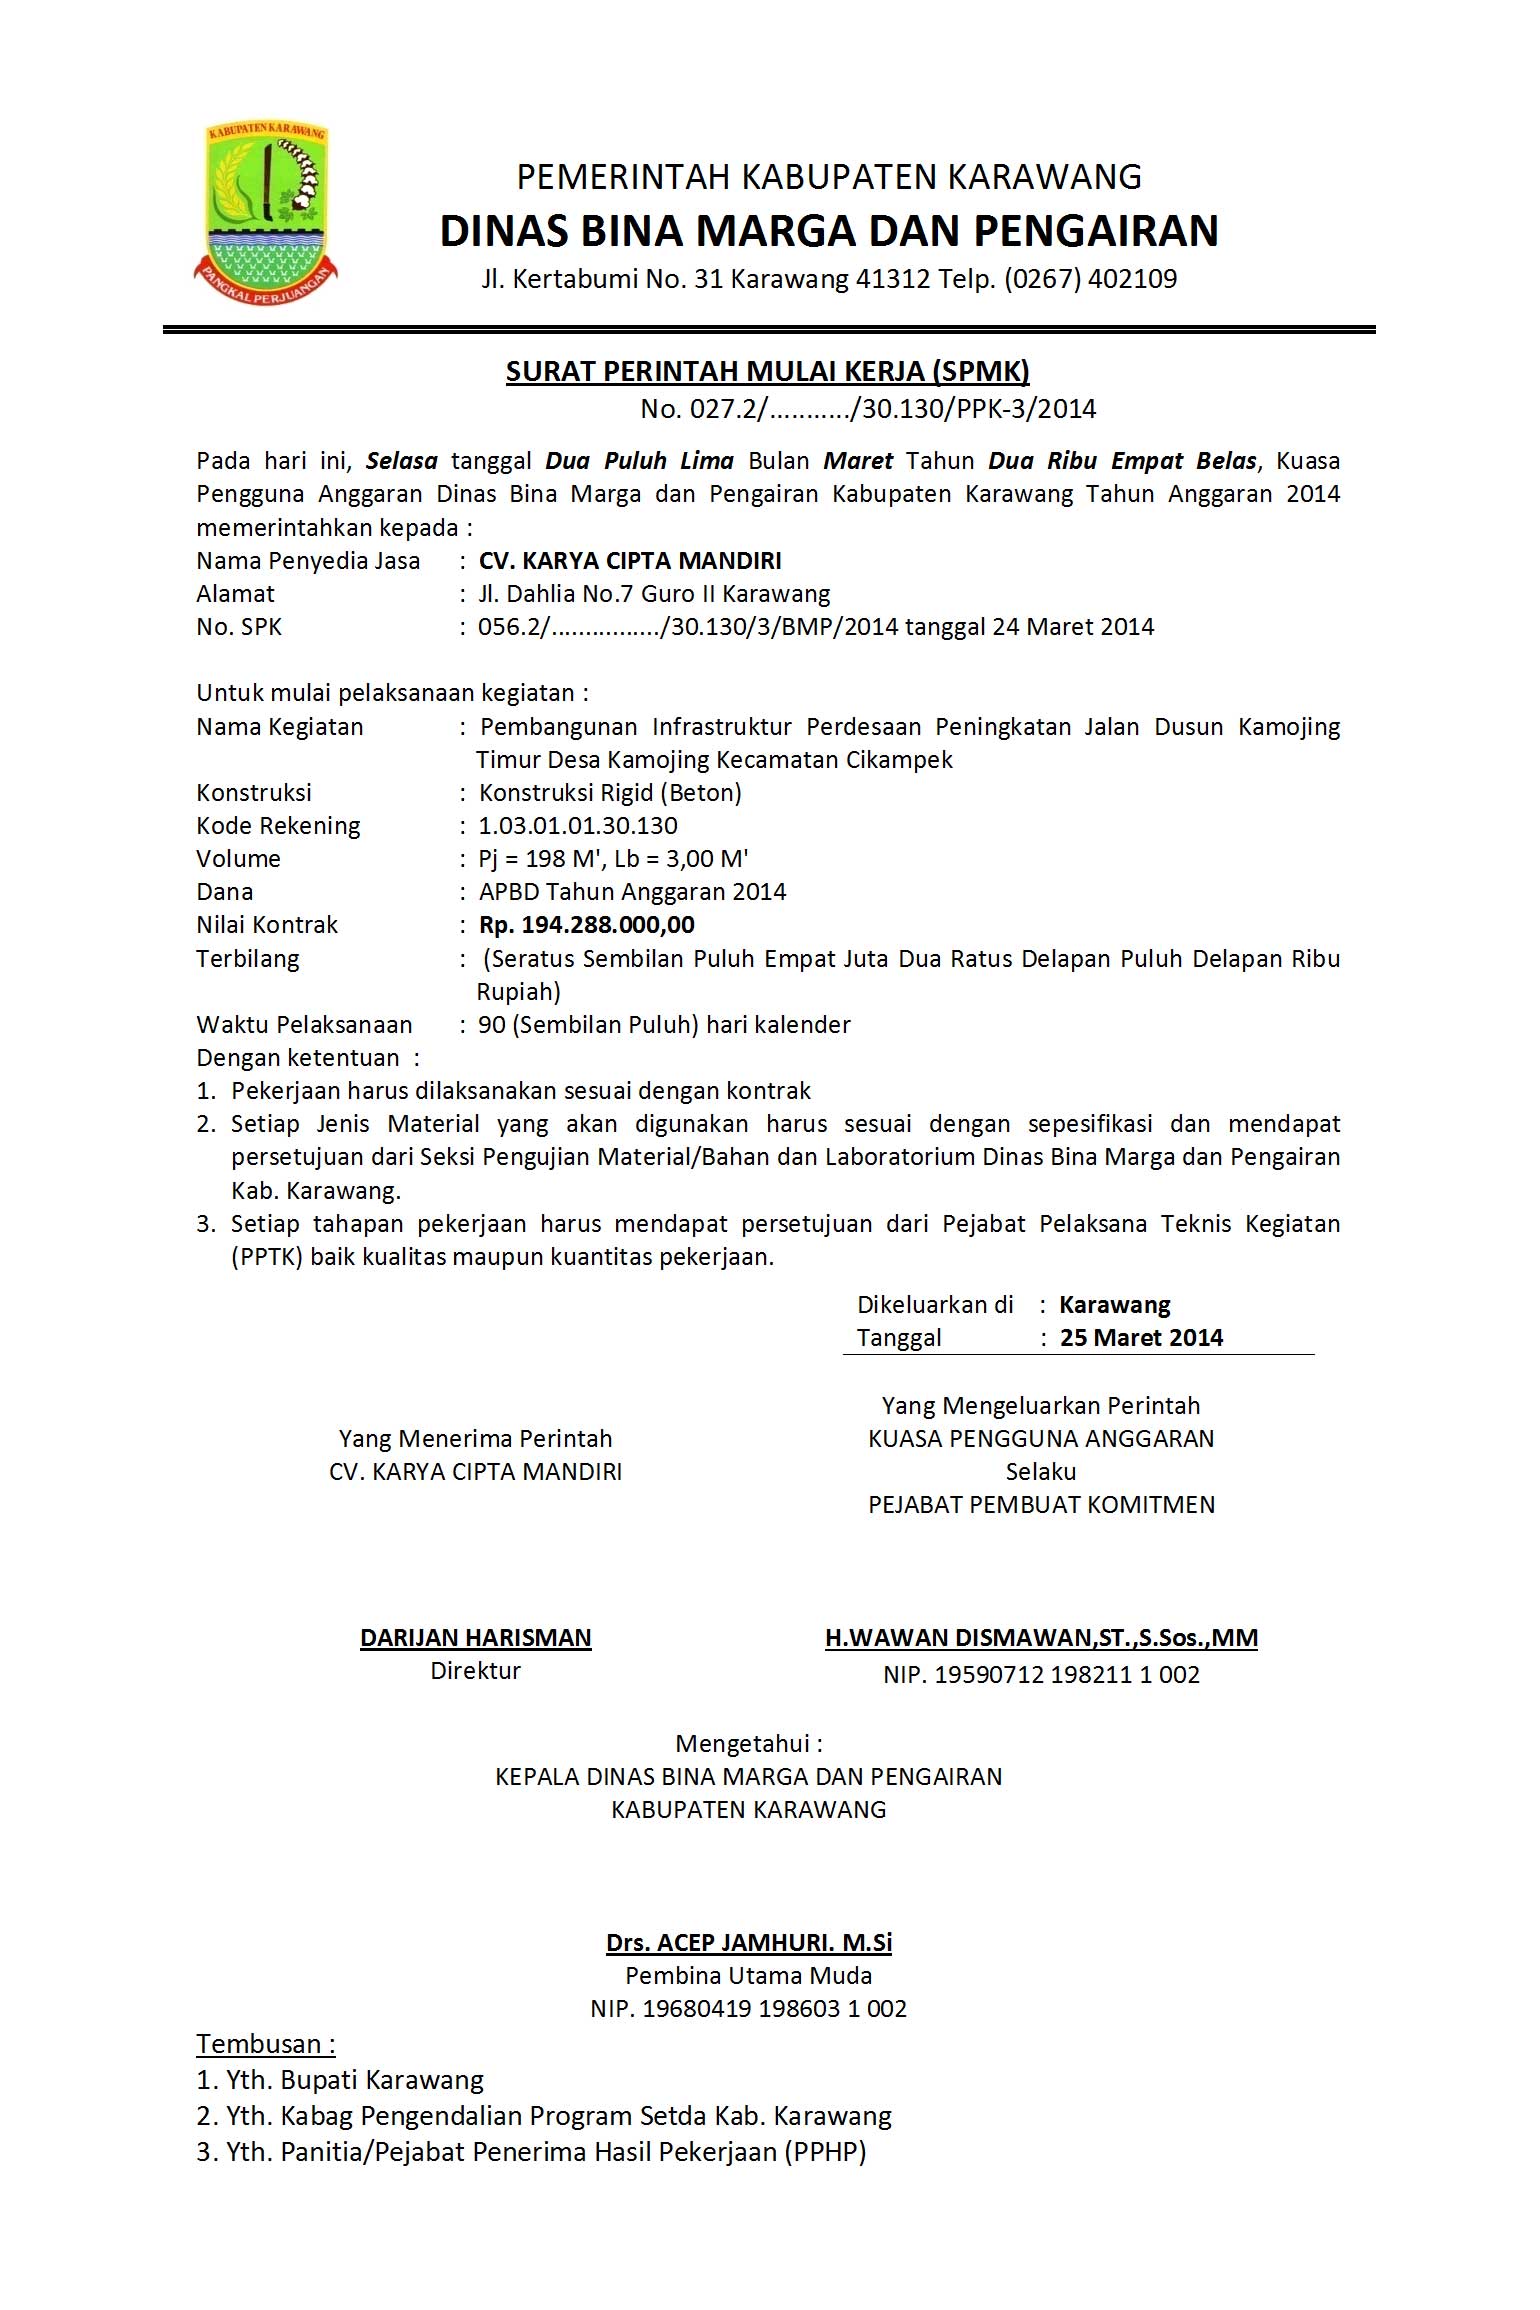 KABUPATEN KARAWANG
PANGKAL PERJUANGAN
PEMERINTAH KABUPATEN KARAWANG
DINAS BINA MARGA DAN PENGAIRAN
Jl. Kertabumi No. 31 Karawang 41312 Telp. (0267) 402109
SURAT PERINTAH MULAI KERJA (SPMK)
No. 027.2/.........../30.130/PPK-3/2014
Pada hari ini, Selasa tanggal Dua Puluh Lima Bulan Maret Tahun Dua Ribu Empat Belas, Kuasa
Pengguna Anggaran Dinas Bina Marga dan Pengairan Kabupaten Karawang Tahun Anggaran 2014
memerintahkan kepada :
Nama Penyedia Jasa : CV. KARYA CIPTA MANDIRI
Alamat : Jl. Dahlia No.7 Guro II Karawang
No. SPK : 056.2/................/30.130/3/BMP/2014 tanggal 24 Maret 2014
Untuk mulai pelaksanaan kegiatan :
Nama Kegiatan : Pembangunan Infrastruktur Perdesaan Peningkatan Jalan Dusun Kamojing
Timur Desa Kamojing Kecamatan Cikampek
Konstruksi : Konstruksi Rigid (Beton)
Kode Rekening : 1.03.01.01.30.130
Volume : Pj = 198 M', Lb = 3,00 M'
Dana : APBD Tahun Anggaran 2014
Nilai Kontrak : Rp. 194.288.000,00
Terbilang : (Seratus Sembilan Puluh Empat Juta Dua Ratus Delapan Puluh Delapan Ribu
Rupiah)
Waktu Pelaksanaan : 90 (Sembilan Puluh) hari kalender
Dengan ketentuan :
1. Pekerjaan harus dilaksanakan sesuai dengan kontrak
2. Setiap Jenis Material yang akan digunakan harus sesuai dengan sepesifikasi dan mendapat
persetujuan dari Seksi Pengujian Material/Bahan dan Laboratorium Dinas Bina Marga dan Pengairan
Kab. Karawang.
3. Setiap tahapan pekerjaan harus mendapat persetujuan dari Pejabat Pelaksana Teknis Kegiatan
(PPTK) baik kualitas maupun kuantitas pekerjaan.
Dikeluarkan di : Karawang
Tanggal : 25 Maret 2014
Yang Menerima Perintah
CV. KARYA CIPTA MANDIRI
Yang Mengeluarkan Perintah
KUASA PENGGUNA ANGGARAN
Selaku
PEJABAT PEMBUAT KOMITMEN
DARIJAN HARISMAN
Direktur
H.WAWAN DISMAWAN,ST.,S.Sos.,MM
NIP. 19590712 198211 1 002
Mengetahui :
KEPALA DINAS BINA MARGA DAN PENGAIRAN
KABUPATEN KARAWANG
Drs. ACEP JAMHURI. M.Si
Pembina Utama Muda
NIP. 19680419 198603 1 002
Tembusan :
1. Yth. Bupati Karawang
2. Yth. Kabag Pengendalian Program Setda Kab. Karawang
3. Yth. Panitia/Pejabat Penerima Hasil Pekerjaan (PPHP)